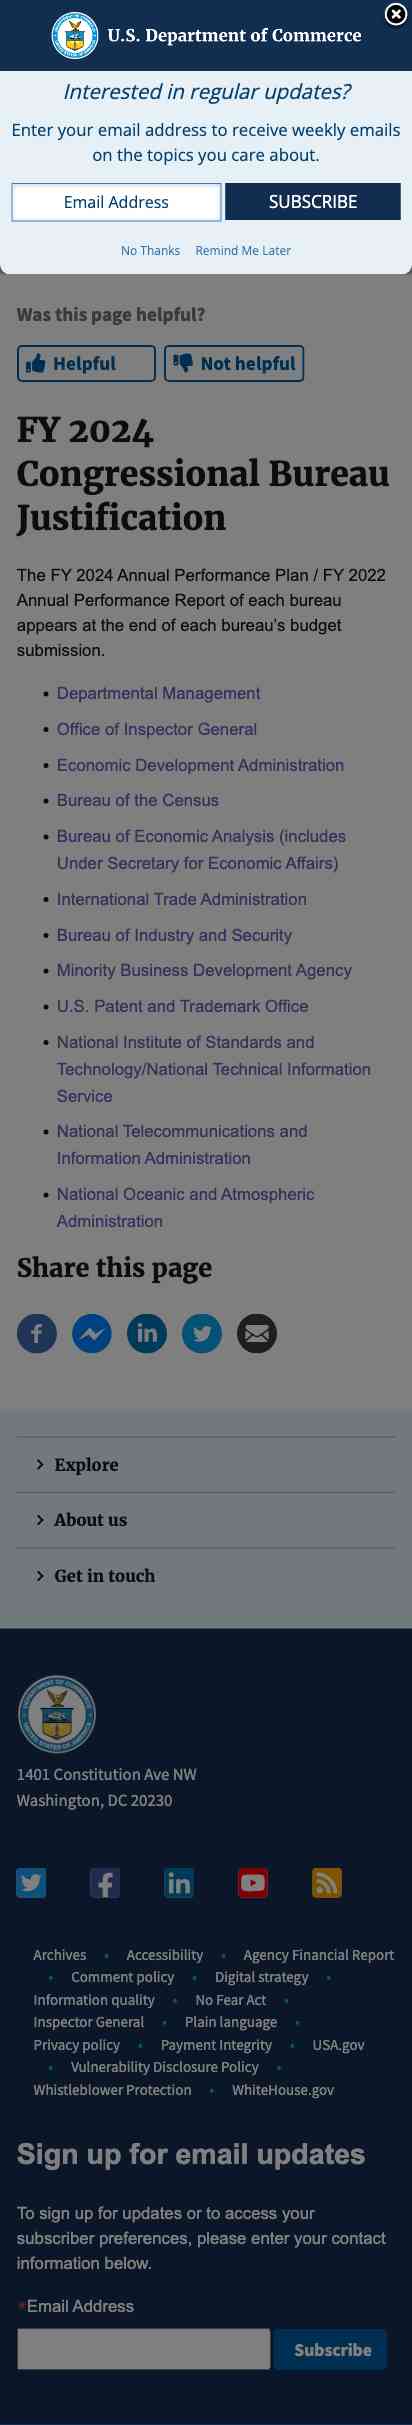 U.S. Department of Commerce
Interested in regular updates?
Enter your email address to receive weekly emails
on the topics you care about.
Email Address
SUBSCRIBE
No Thanks Remind Me Later
Was this page helpful?
Helpful
Not helpful
FY 2024
Congressional Bureau
Justification
The FY 2024 Annual Performance Plan / FY 2022
Annual Performance Report of each bureau
appears at the end of each bureau's budget
submission.
• Departmental Management
• Office of Inspector General
• Economic Development Administration
• Bureau of the Census
• Bureau of Economic Analysis (includes
Under Secretary for Economic Affairs)
• International Trade Administration
• Bureau of Industry and Security
• Minority Business Development Agency
• U.S. Patent and Trademark Office
• National Institute of Standards and
Technology/National Technical Information
Service
• National Telecommunications and
Information Administration
• National Oceanic and Atmospheric
Administration
Share this page
Explore
About us
Get in touch
DEPARTMENT OF COMMERCE
UNITED STATES OF AMERICA
1401 Constitution Ave NW
Washington, DC 20230
Archives • Accessibility • Agency Financial Report
• Comment policy • Digital strategy •
Information quality • No Fear Act •
Inspector General • Plain language •
Privacy policy • Payment Integrity • USA.gov
• Vulnerability Disclosure Policy •
Whistleblower Protection • WhiteHouse.gov
Sign up for email updates
To sign up for updates or to access your
subscriber preferences, please enter your contact
information below.
*Email Address
Subscribe